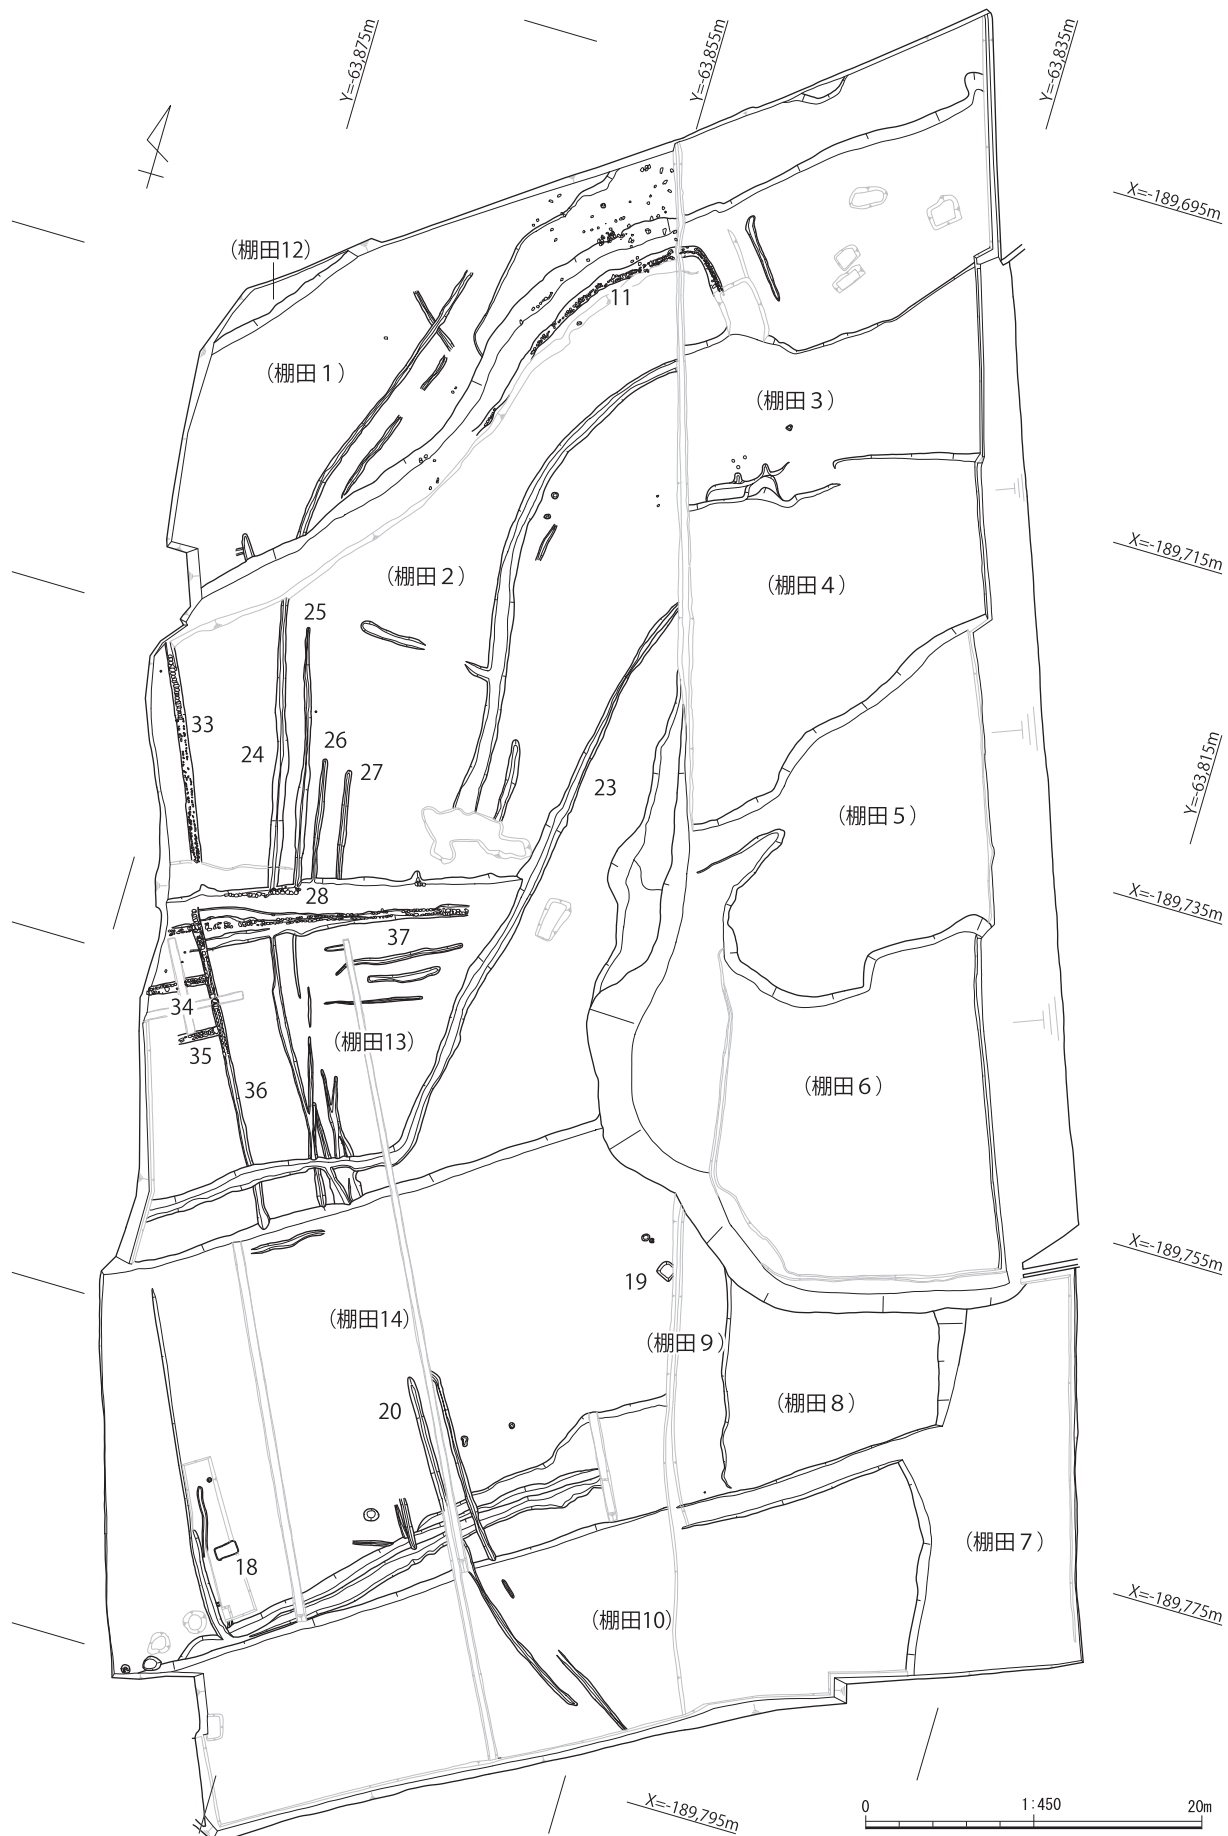 Y=-63,875m
Y=-63,855m
Y=-63,835m
X=-189,695m
（棚田12）
11
（棚田１）
（棚田３）
X=-189,715m
（棚田２）
（棚田４）
25
33
24
26
27
23
Y=-63,815m
（棚田５）
28
X=-189,735m
37
34
（棚田13）
35
36
（棚田６）
X=-189,755m
19
（棚田14）
（棚田９）
20
（棚田８）
18
（棚田７）
X=-189,775m
（棚田10）
X=-189,795m
0
1:450
20m